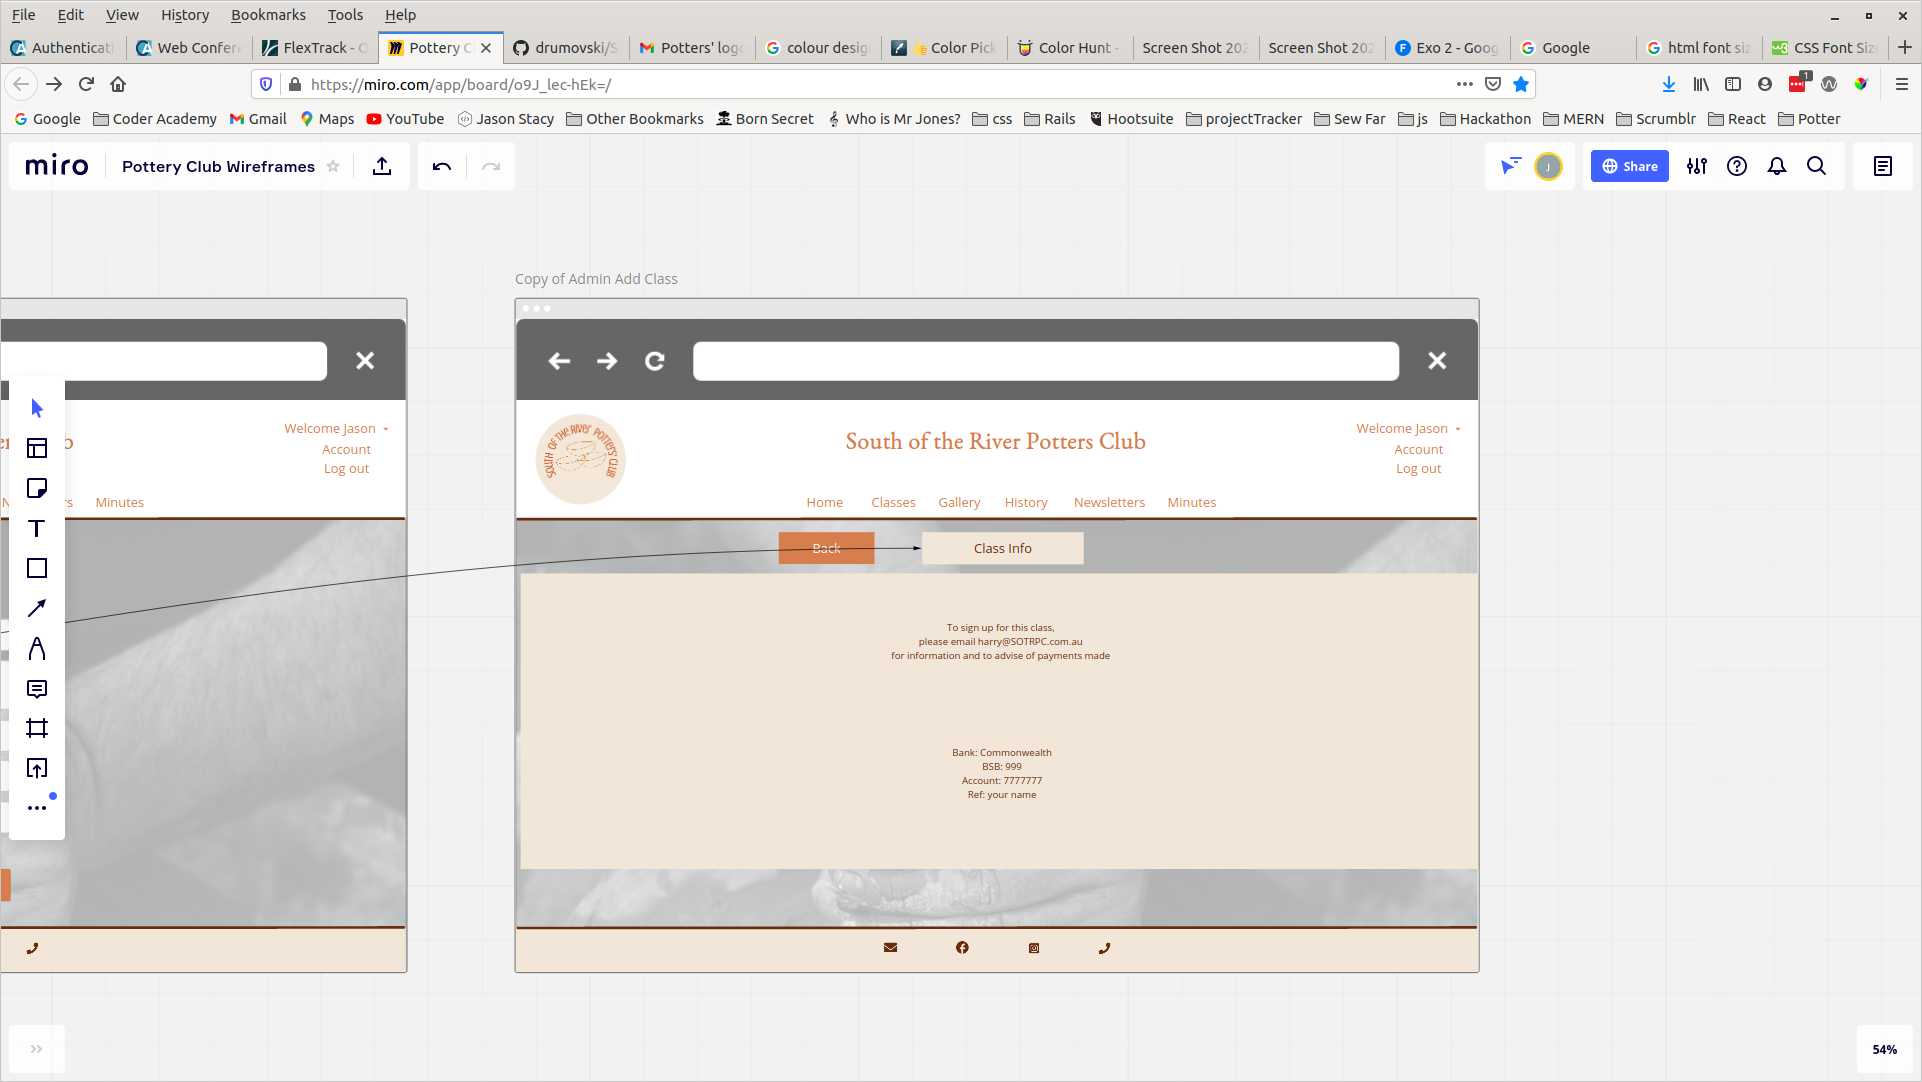 File Edit View History Bookmarks Tools Help
Authenticati Web Confere FlexTrack - O Pottery C drumovski/S Potters' logo colour desig Color Pick Color Hunt - Screen Shot 202 Screen Shot 202 Exo 2 - Goog Google html font siz CSS Font Siz
https://miro.com/app/board/o9J_lec-hEk=/
1
Google Coder Academy Gmail Maps YouTube Jason Stacy Other Bookmarks Born Secret Who is Mr Jones? css Rails Hootsuite projectTracker Sew Far js Hackathon MERN Scrumblr React Potter
miro Pottery Club Wireframes J Share
Copy of Admin Add Class
Welcome Jason
Account
Log out
Minutes
SOUTH OF THE RIVER POTTERS' CLUB
South of the River Potters Club
Welcome Jason
Account
Log out
Home Classes Gallery History Newsletters Minutes
Back Class Info
To sign up for this class,
please email harry@SOTRPC.com.au
for information and to advise of payments made
Bank: Commonwealth
BSB: 999
Account: 7777777
Ref: your name
54%